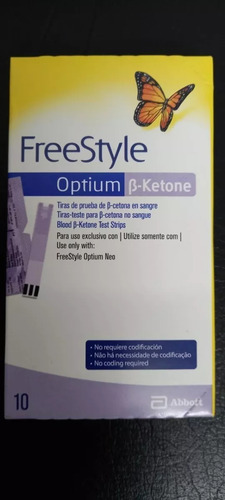 FreeStyle
Optium β-Ketone
Tiras de prueba de β-cetona en sangre
Tiras-teste para β-cetona no sangue
Blood β-Ketone Test Strips
Para uso exclusivo con | Utilize somente com |
Use only with:
FreeStyle Optium Neo
• No requiere codificación
• Não há necessidade de codificação
• No coding required
10
Abbott